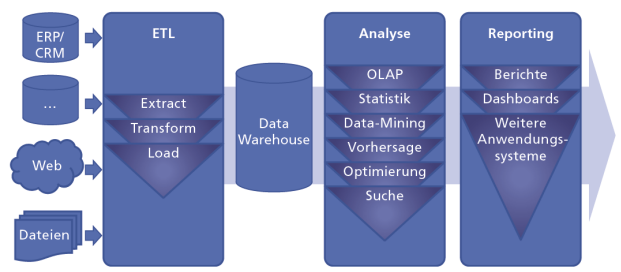 ERP/
CRM
...
Web
Dateien
ETL
Extract
Transform
Load
Data
Warehouse
Analyse
OLAP
Statistik
Data-Mining
Vorhersage
Optimierung
Suche
Reporting
Berichte
Dashboards
Weitere
Anwendungs-
systeme